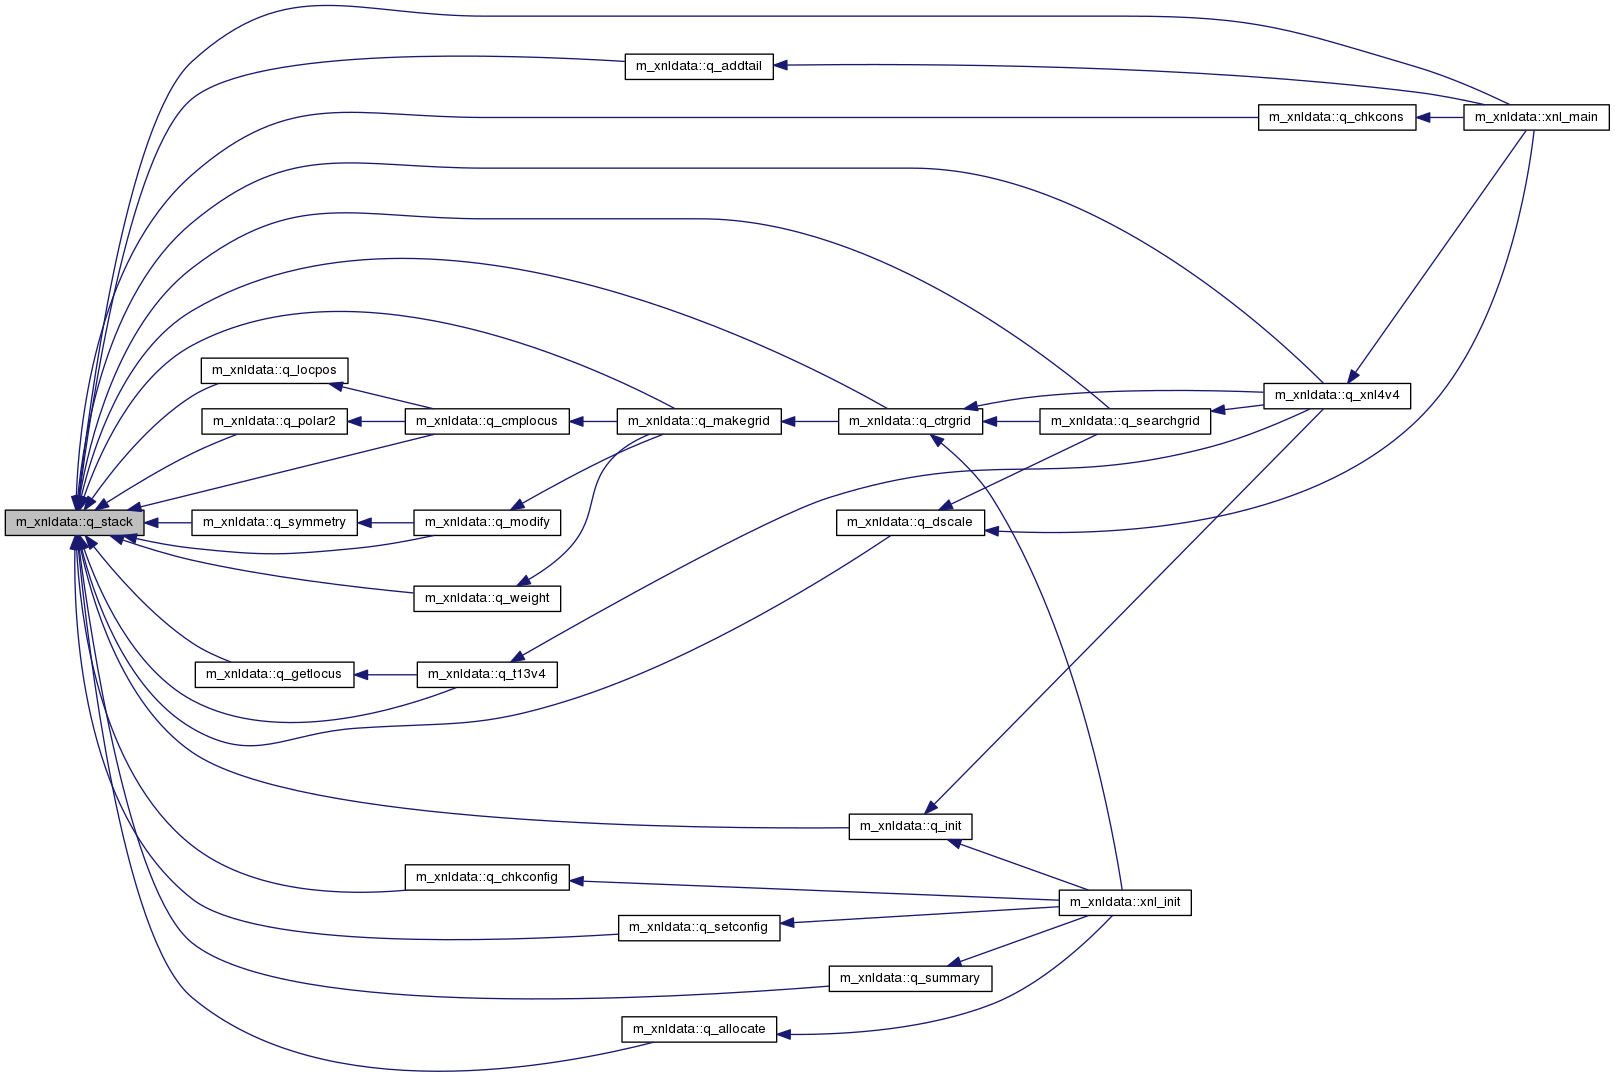 m_xnldata::q_addtail
m_xnldata::q_chkcons
m_xnldata::xnl_main
m_xnldata::q_locpos
m_xnldata::q_xnl4v4
m_xnldata::q_polar2
m_xnldata::q_cmplocus
m_xnldata::q_makegrid
m_xnldata::q_ctrgrid
m_xnldata::q_searchgrid
m_xnldata::q_stack
m_xnldata::q_symmetry
m_xnldata::q_modify
m_xnldata::q_dscale
m_xnldata::q_weight
m_xnldata::q_getlocus
m_xnldata::q_t13v4
m_xnldata::q_init
m_xnldata::q_chkconfig
m_xnldata::xnl_init
m_xnldata::q_setconfig
m_xnldata::q_summary
m_xnldata::q_allocate